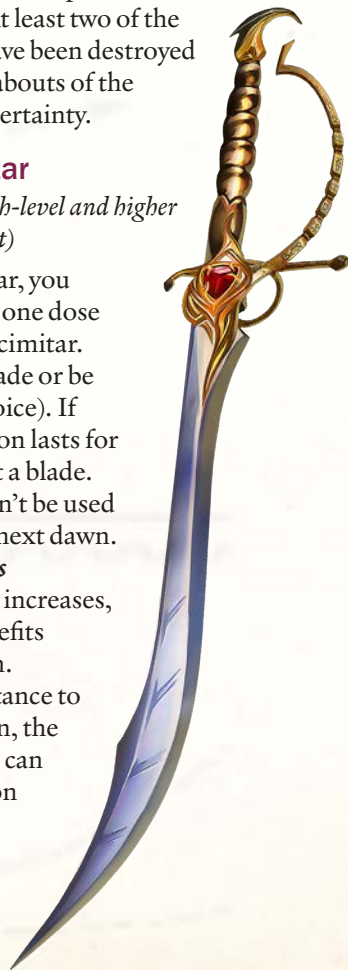 t least two of the
ve been destroyed
abouts of the
ertainty.
ar
h-level and higher
t)
ar, you
one dose
cimitar.
ade or be
oice). If
on lasts for
t a blade.
n't be used
next dawn.
s
increases,
efits
n.
tance to
n, the
can
on